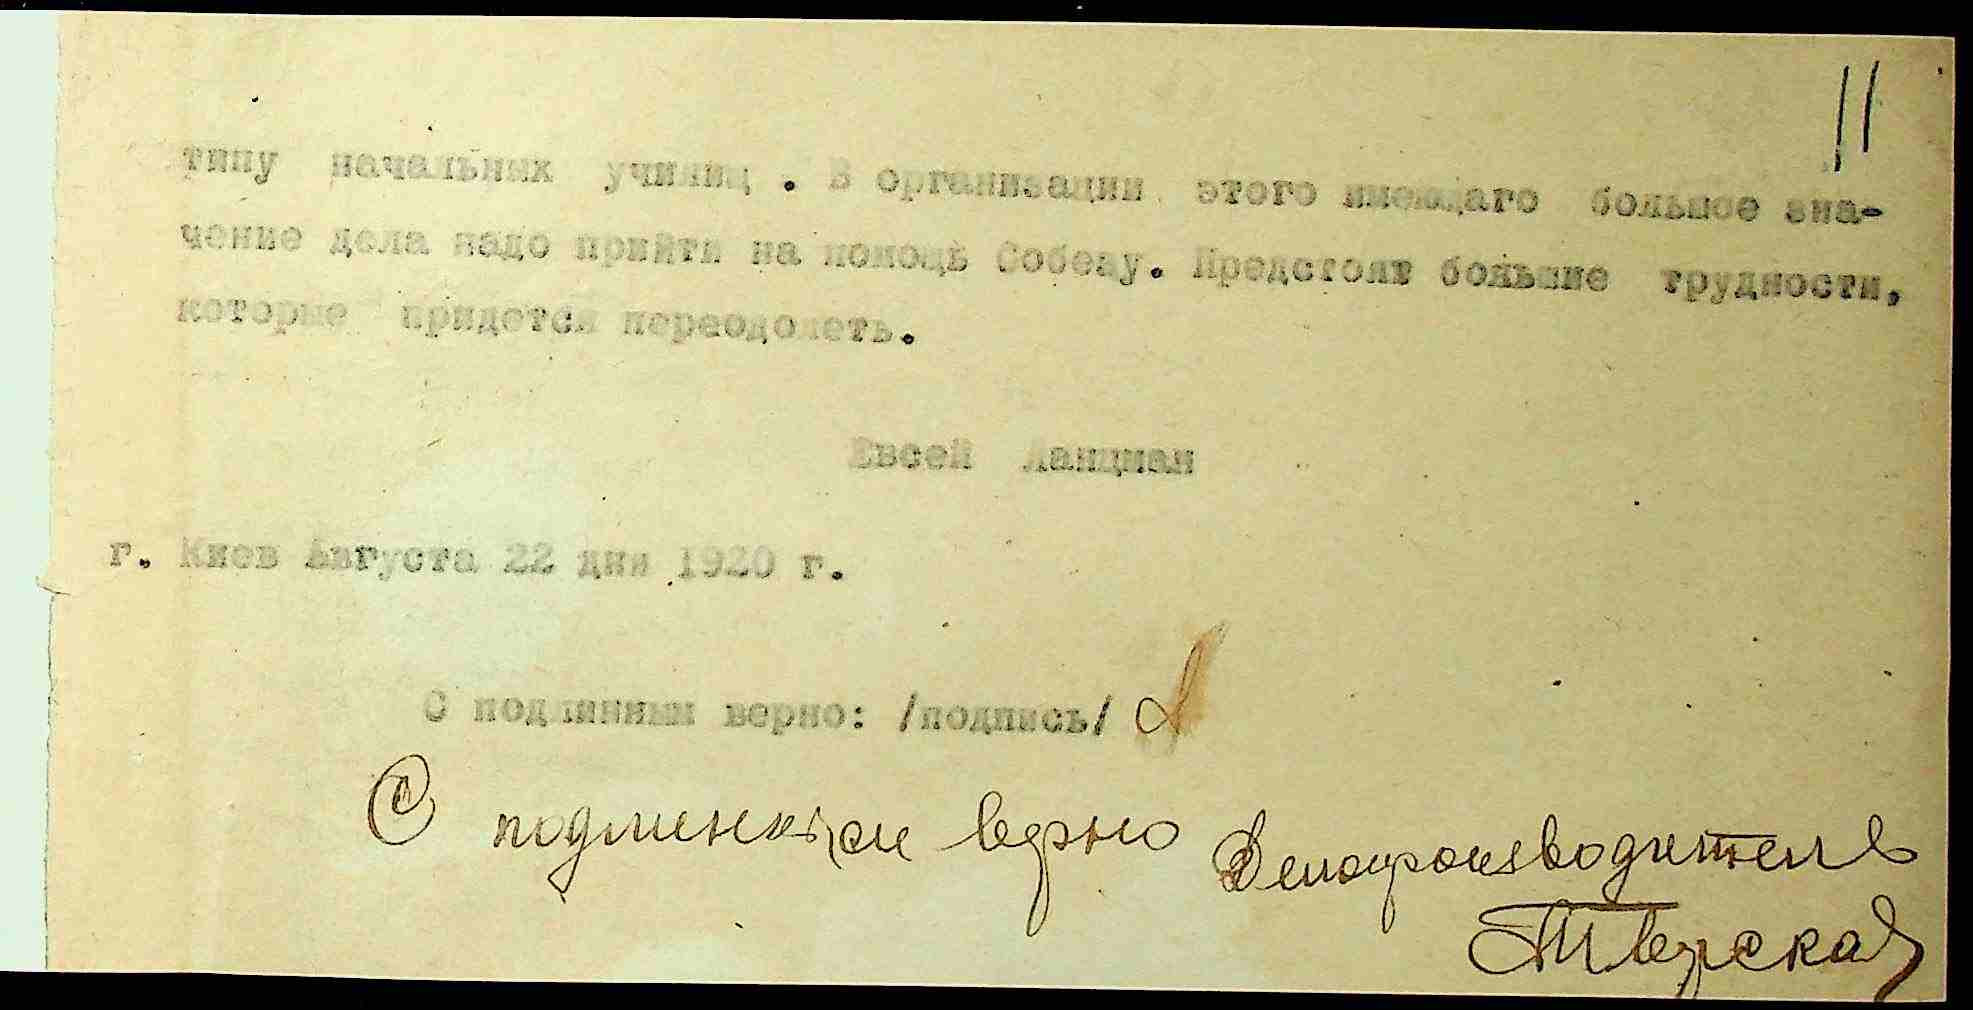 11
типу начальных училищ . В организации этого имеющаго большое зна-
чение дела надо прийти на помощь Собезу. Предстоят большие трудности,
которые придется переодолеть.
Евсей Ланцман
г. Киев Августа 22 дня 1920 г.
С подлинным верно: /подпись/
С подлинным верно Делопроизводитель
Тверская